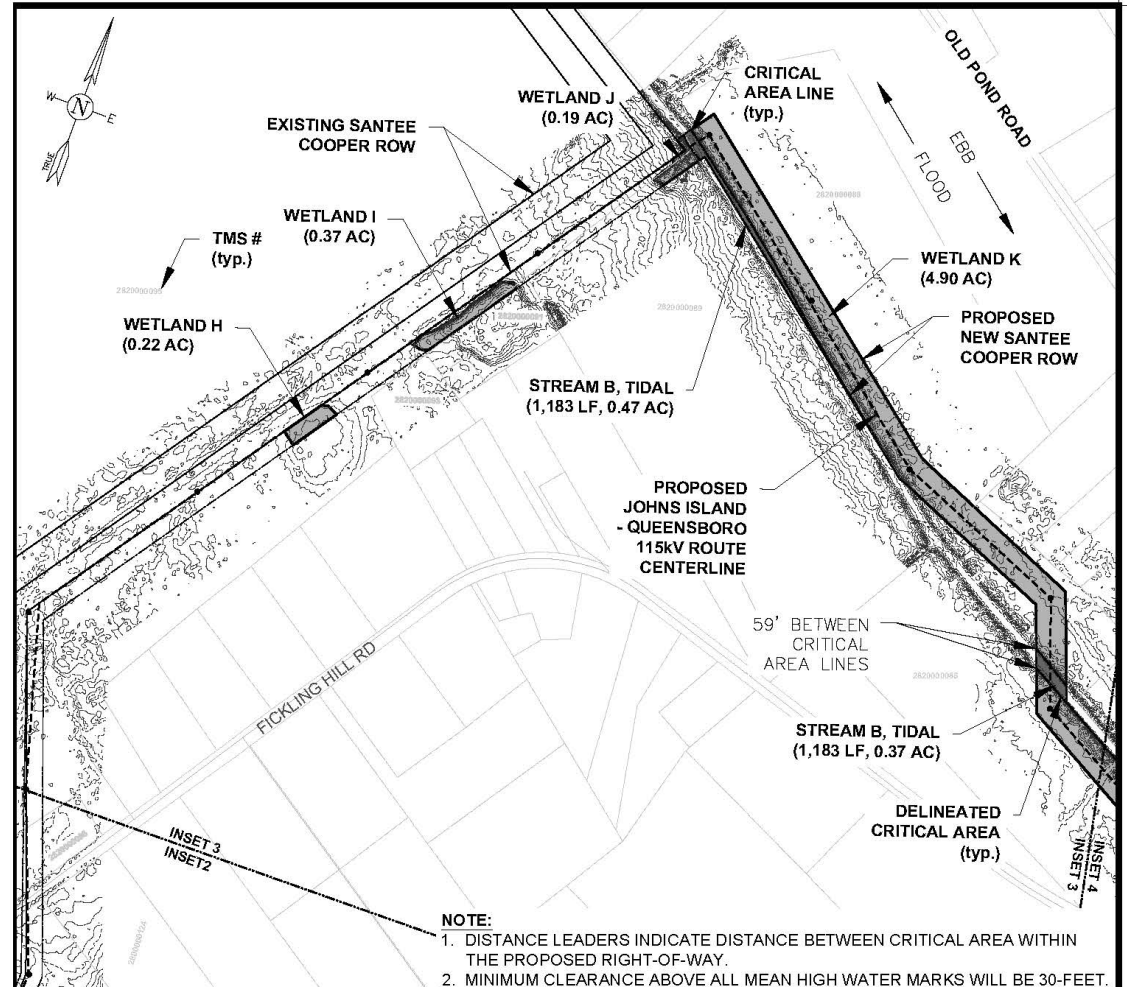 N
W
E
TRUE
WETLAND J
(0.19 AC)
CRITICAL
AREA LINE
(typ.)
OLD POND ROAD
EBB
FLOOD
EXISTING SANTEE
COOPER ROW
WETLAND I
(0.37 AC)
TMS #
(typ.)
WETLAND H
(0.22 AC)
WETLAND K
(4.90 AC)
PROPOSED
NEW SANTEE
COOPER ROW
STREAM B, TIDAL
(1,183 LF, 0.47 AC)
PROPOSED
JOHNS ISLAND
- QUEENSBORO
115kV ROUTE
CENTERLINE
59' BETWEEN
CRITICAL
AREA LINES
FICKLING HILL RD
STREAM B, TIDAL
(1,183 LF, 0.37 AC)
DELINEATED
CRITICAL AREA
(typ.)
INSET 4
INSET 3
INSET 3
INSET2
NOTE:
1. DISTANCE LEADERS INDICATE DISTANCE BETWEEN CRITICAL AREA WITHIN
THE PROPOSED RIGHT-OF-WAY.
2. MINIMUM CLEARANCE ABOVE ALL MEAN HIGH WATER MARKS WILL BE 30-FEET.